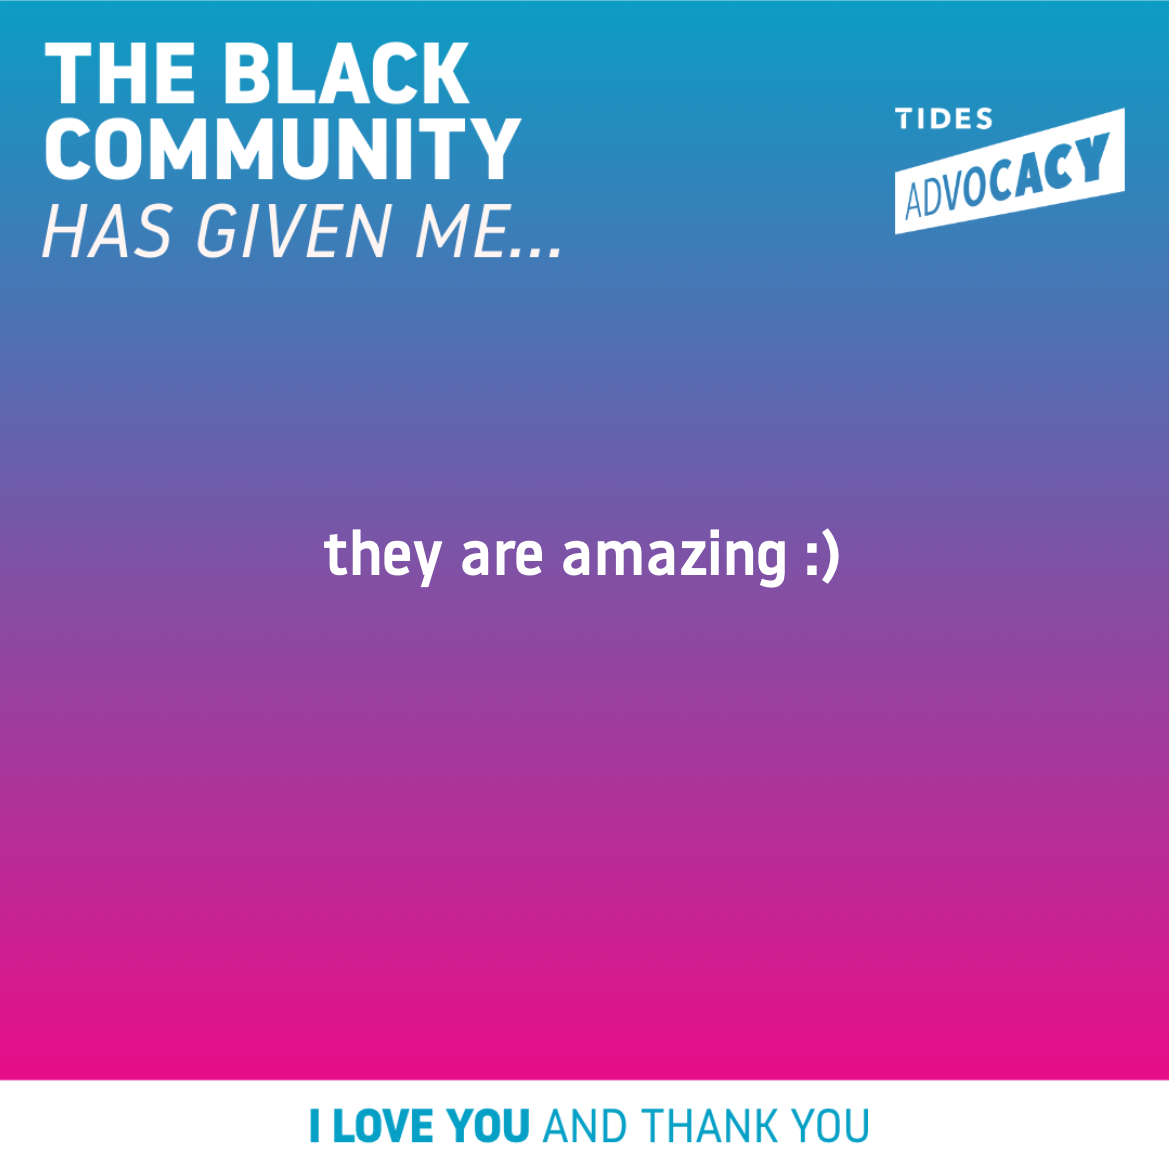 THE BLACK
COMMUNITY
HAS GIVEN ME...
TIDES
ADVOCACY
they are amazing :)
I LOVE YOU AND THANK YOU